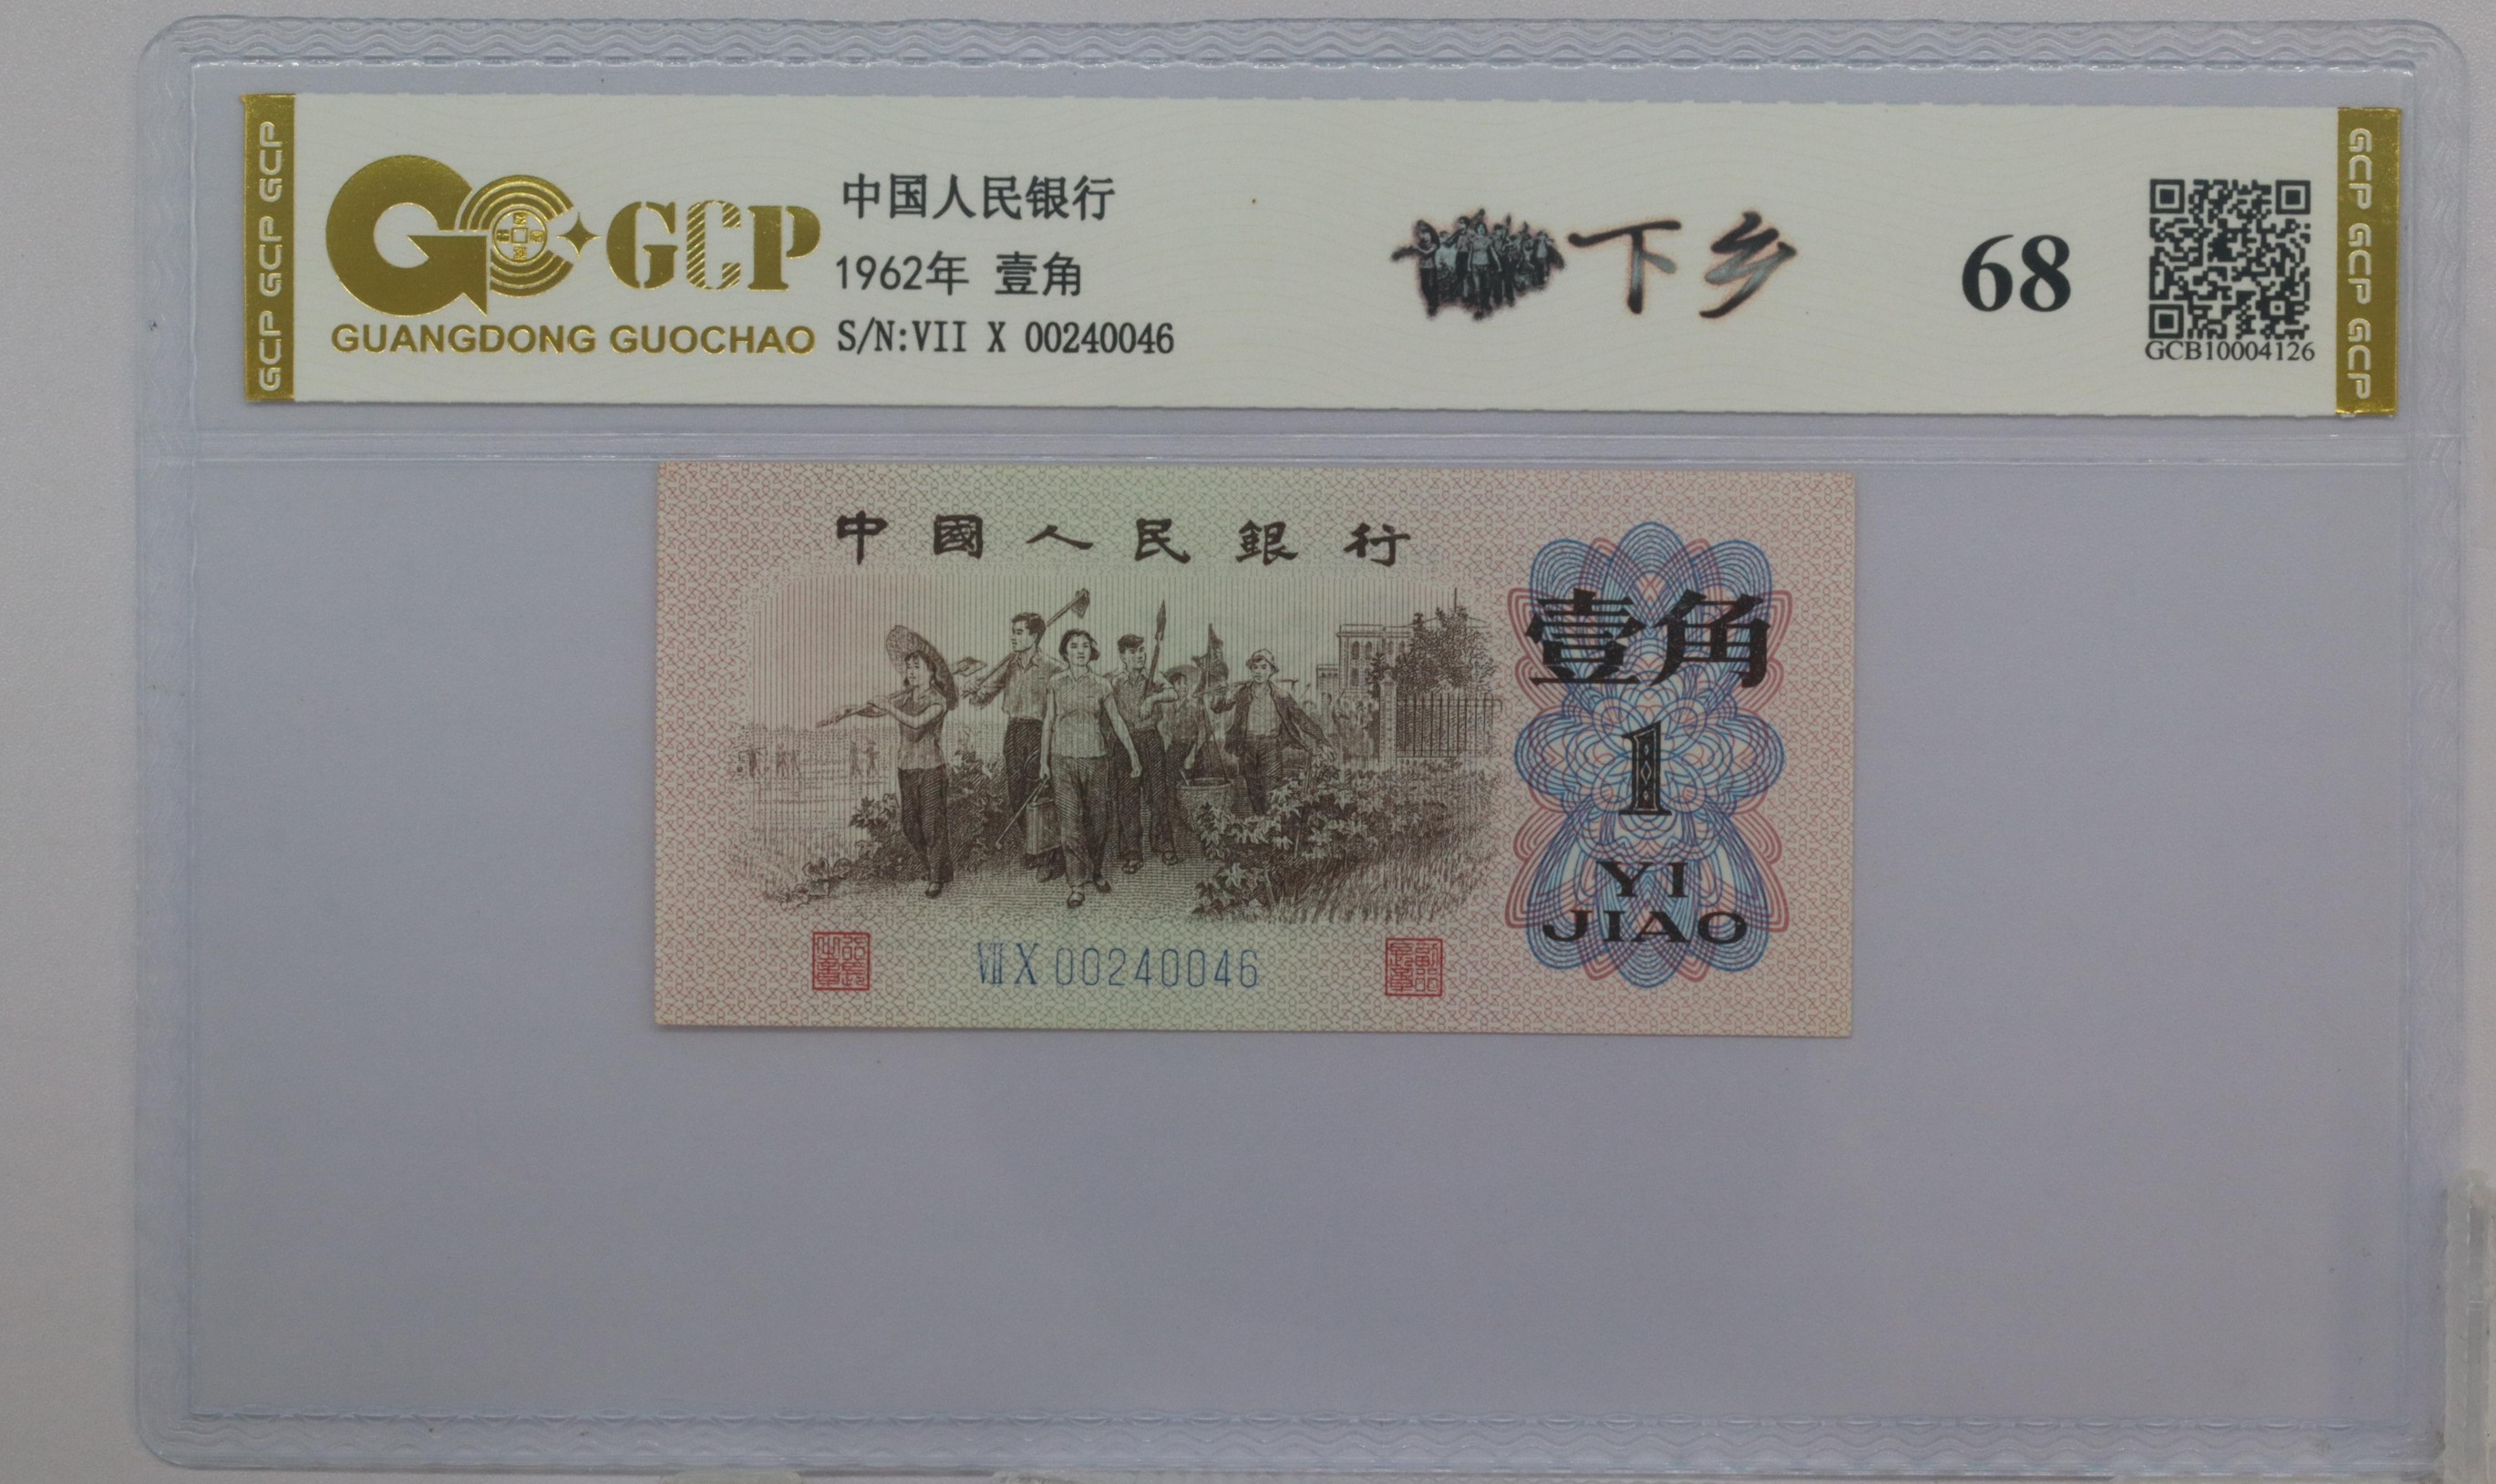 GCP GCP GCP
GCP
GUANGDONG GUOCHAO
中国人民银行
1962年 壹角
S/N:VII X 00240046
下乡
68
GCB10004126
GCP GCP GCP
中國人民銀行
壹角
1
YI
JIAO
VII X 00240046